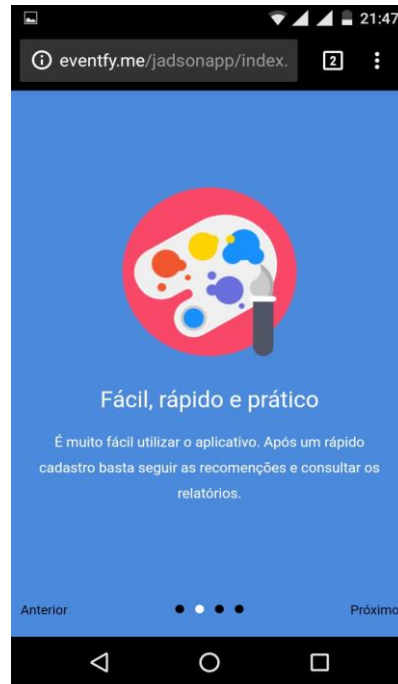 21:47
eventfy.me/jadsonapp/index.
2
Fácil, rápido e prático
É muito fácil utilizar o aplicativo. Após um rápido
cadastro basta seguir as recomenções e consultar os
relatórios.
Anterior
Próximo